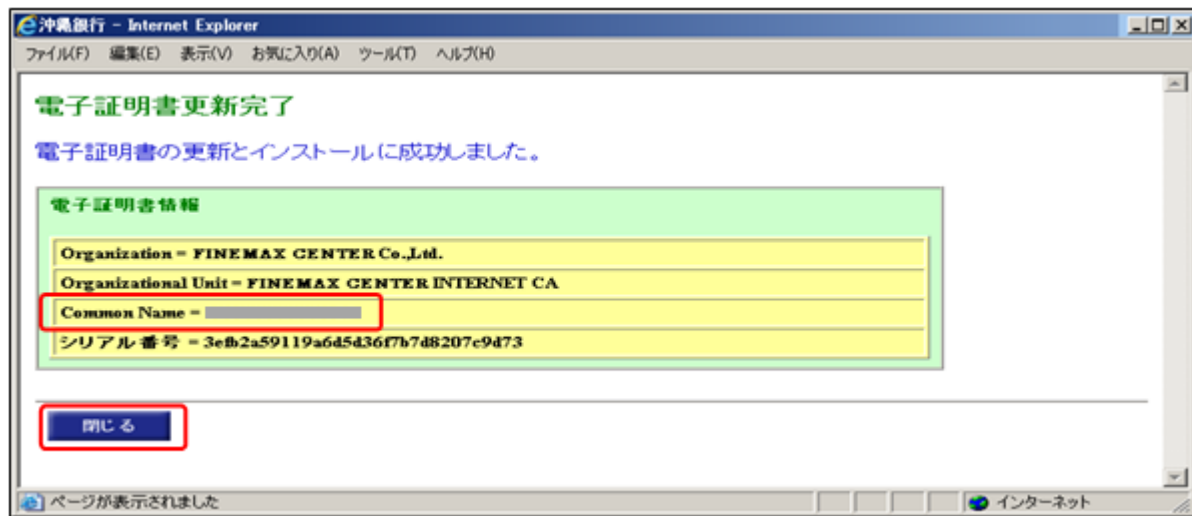 沖縄銀行 - Internet Explorer
ファイル(F) 編集(E) 表示(V) お気に入り(A) ツール(T) ヘルプ(H)
電子証明書更新完了
電子証明書の更新とインストールに成功しました。
電子証明書情報
Organization = FINEMAX CENTER Co.,Ltd.
Organizational Unit = FINEMAX CENTER INTERNET CA
Common Name =
シリアル番号 = 3efb2a59119a6d5d36f7b7d8207c9d73
閉じる
ページが表示されました
インターネット